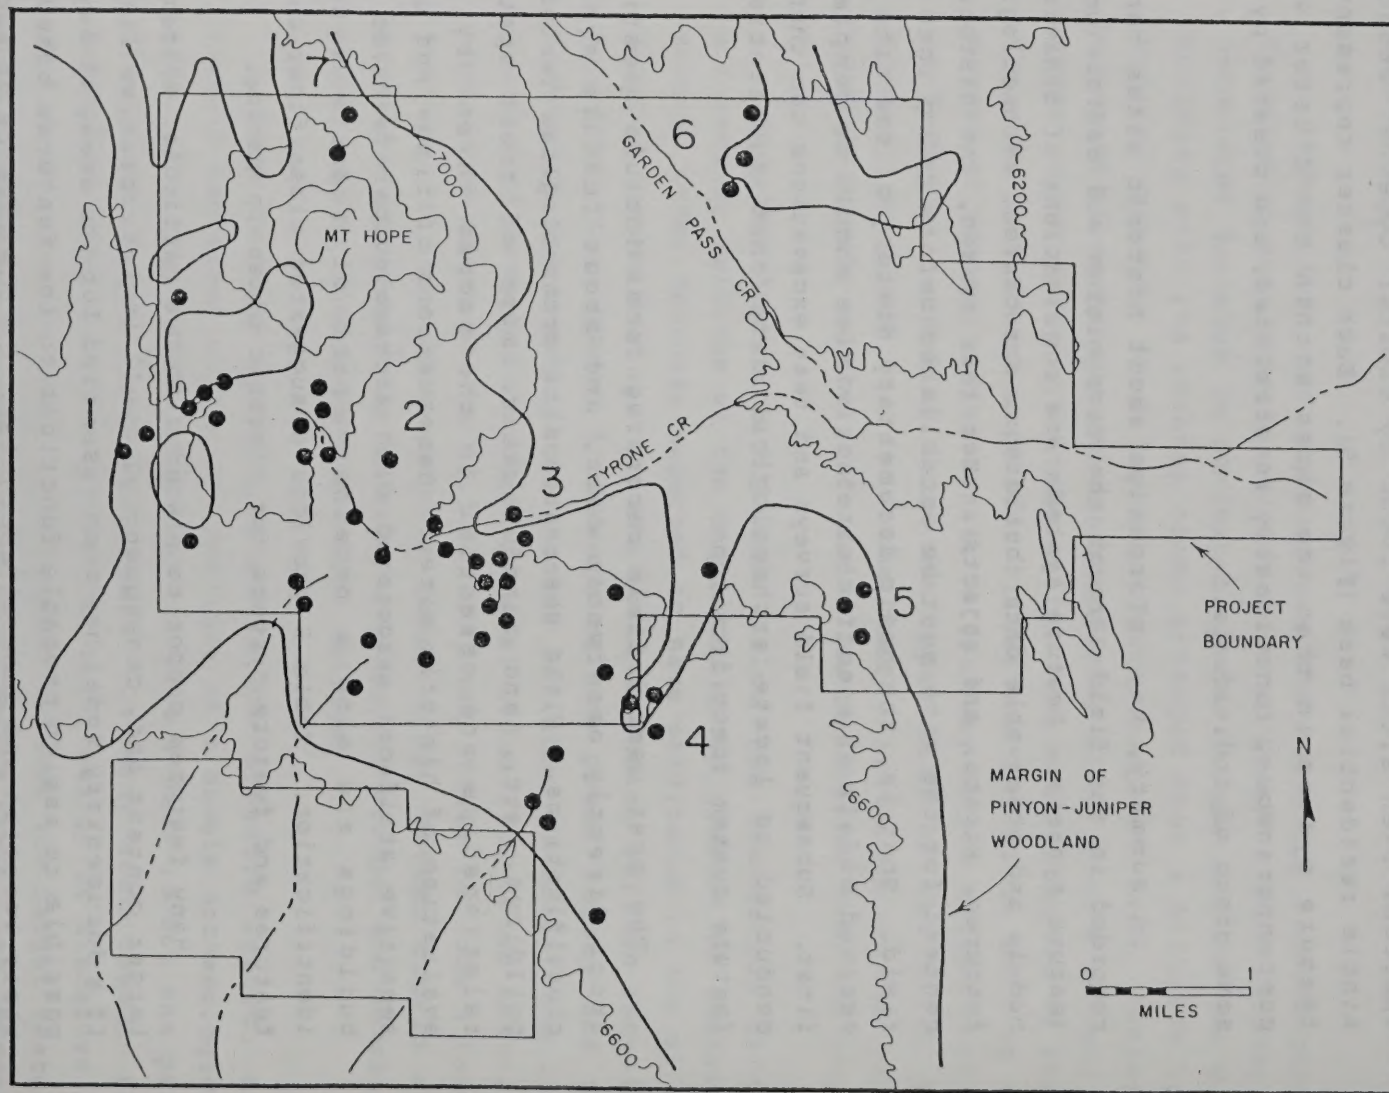 7
6
7000
GARDEN PASS CR
6200
MT HOPE
1
2
3
TYRONE CR
5
4
PROJECT
BOUNDARY
N
MARGIN OF
PINYON-JUNIPER
WOODLAND
6600
6600
0 1
MILES